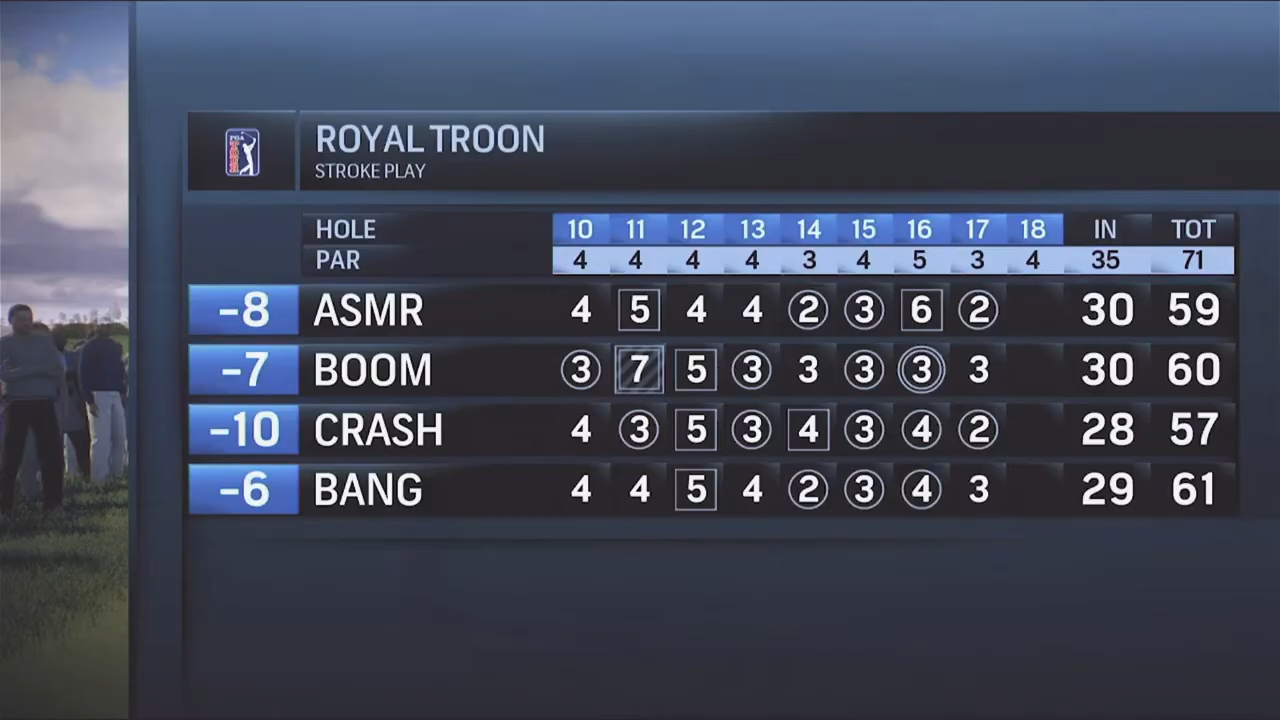 PGA TOUR
ROYAL TROON
STROKE PLAY
HOLE 10 11 12 13 14 15 16 17 18 IN TOT
PAR 4 4 4 4 3 4 5 3 4 35 71
-8 ASMR 4 5 4 4 2 3 6 2 30 59
-7 BOOM 3 7 5 3 3 3 3 3 30 60
-10 CRASH 4 3 5 3 4 3 4 2 28 57
-6 BANG 4 4 5 4 2 3 4 3 29 61